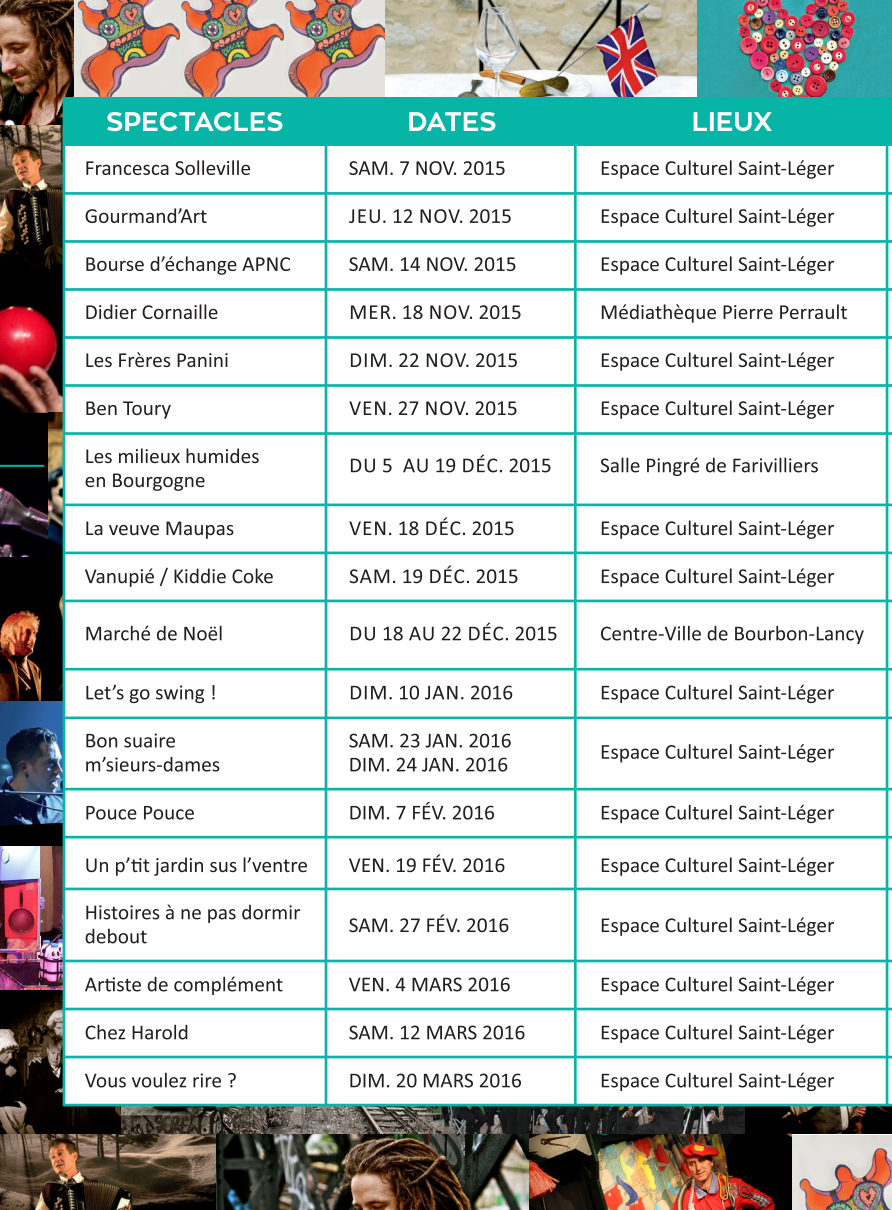 SPECTACLES DATES LIEUX
Francesca Solleville SAM. 7 NOV. 2015 Espace Culturel Saint-Léger
Gourmand’Art JEU. 12 NOV. 2015 Espace Culturel Saint-Léger
Bourse d’échange APNC SAM. 14 NOV. 2015 Espace Culturel Saint-Léger
Didier Cornaille MER. 18 NOV. 2015 Médiathèque Pierre Perrault
Les Frères Panini DIM. 22 NOV. 2015 Espace Culturel Saint-Léger
Ben Toury VEN. 27 NOV. 2015 Espace Culturel Saint-Léger
Les milieux humides
en Bourgogne
DU 5 AU 19 DÉC. 2015 Salle Pingré de Farivilliers
La veuve Maupas VEN. 18 DÉC. 2015 Espace Culturel Saint-Léger
Vanupié / Kiddie Coke SAM. 19 DÉC. 2015 Espace Culturel Saint-Léger
Marché de Noël DU 18 AU 22 DÉC. 2015 Centre-Ville de Bourbon-Lancy
Let’s go swing ! DIM. 10 JAN. 2016 Espace Culturel Saint-Léger
Bon suaire
m’sieurs-dames
SAM. 23 JAN. 2016
DIM. 24 JAN. 2016
Espace Culturel Saint-Léger
Pouce Pouce DIM. 7 FÉV. 2016 Espace Culturel Saint-Léger
Un p’tit jardin sus l’ventre VEN. 19 FÉV. 2016 Espace Culturel Saint-Léger
Histoires à ne pas dormir
debout
SAM. 27 FÉV. 2016 Espace Culturel Saint-Léger
Artiste de complément VEN. 4 MARS 2016 Espace Culturel Saint-Léger
Chez Harold SAM. 12 MARS 2016 Espace Culturel Saint-Léger
Vous voulez rire ? DIM. 20 MARS 2016 Espace Culturel Saint-Léger